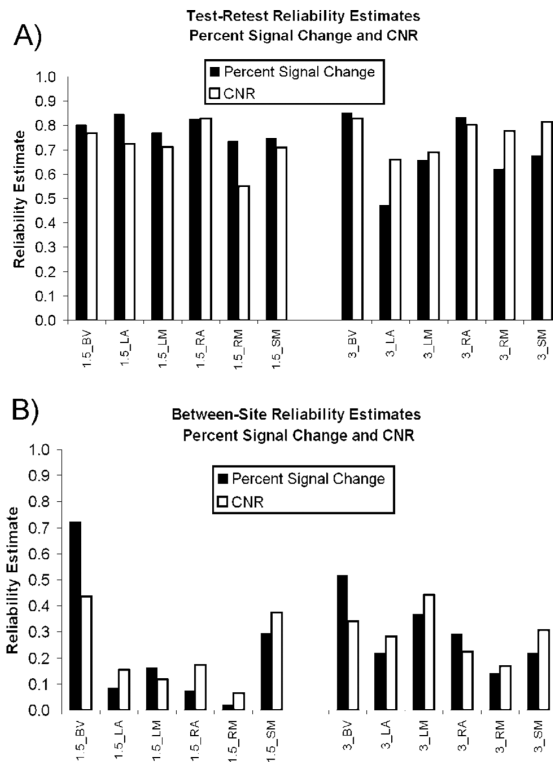 A)
Test-Retest Reliability Estimates
Percent Signal Change and CNR
Percent Signal Change
CNR
Reliability Estimate
1.0
0.9
0.8
0.7
0.6
0.5
0.4
0.3
0.2
0.1
0.0
1.5_BV
1.5_LA
1.5_LM
1.5_RA
1.5_RM
1.5_SM
3_BV
3_LA
3_LM
3_RA
3_RM
3_SM
B)
Between-Site Reliability Estimates
Percent Signal Change and CNR
Percent Signal Change
CNR
Reliability Estimate
1.0
0.9
0.8
0.7
0.6
0.5
0.4
0.3
0.2
0.1
0.0
1.5_BV
1.5_LA
1.5_LM
1.5_RA
1.5_RM
1.5_SM
3_BV
3_LA
3_LM
3_RA
3_RM
3_SM